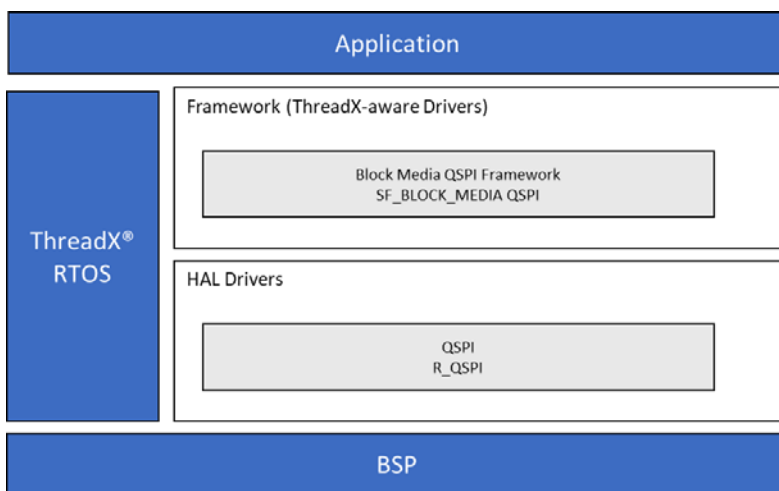 Application
Framework (ThreadX-aware Drivers)
Block Media QSPI Framework
SF_BLOCK_MEDIA QSPI
ThreadX®
RTOS
HAL Drivers
QSPI
R_QSPI
BSP